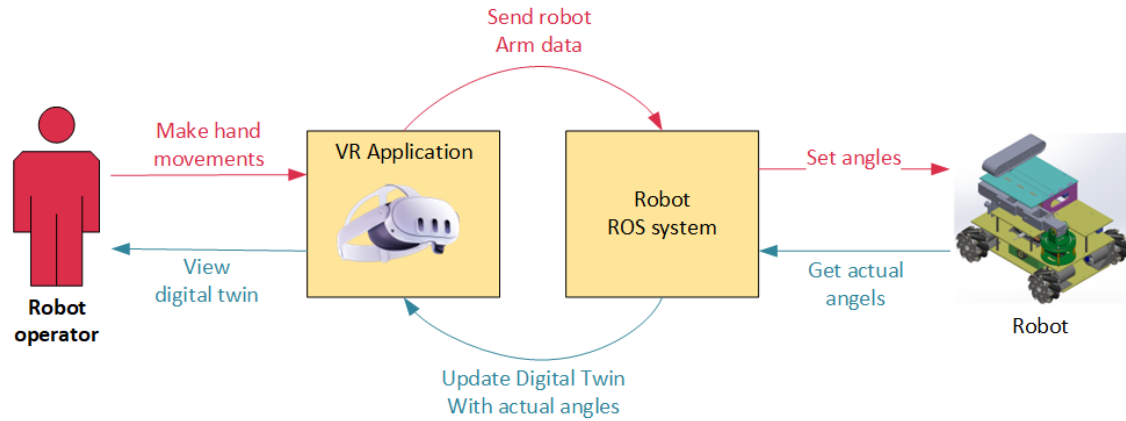 Send robot
Arm data
Make hand
movements
VR Application
Set angles
Robot
ROS system
View
digital twin
Get actual
angels
Robot
operator
Robot
Update Digital Twin
With actual angles